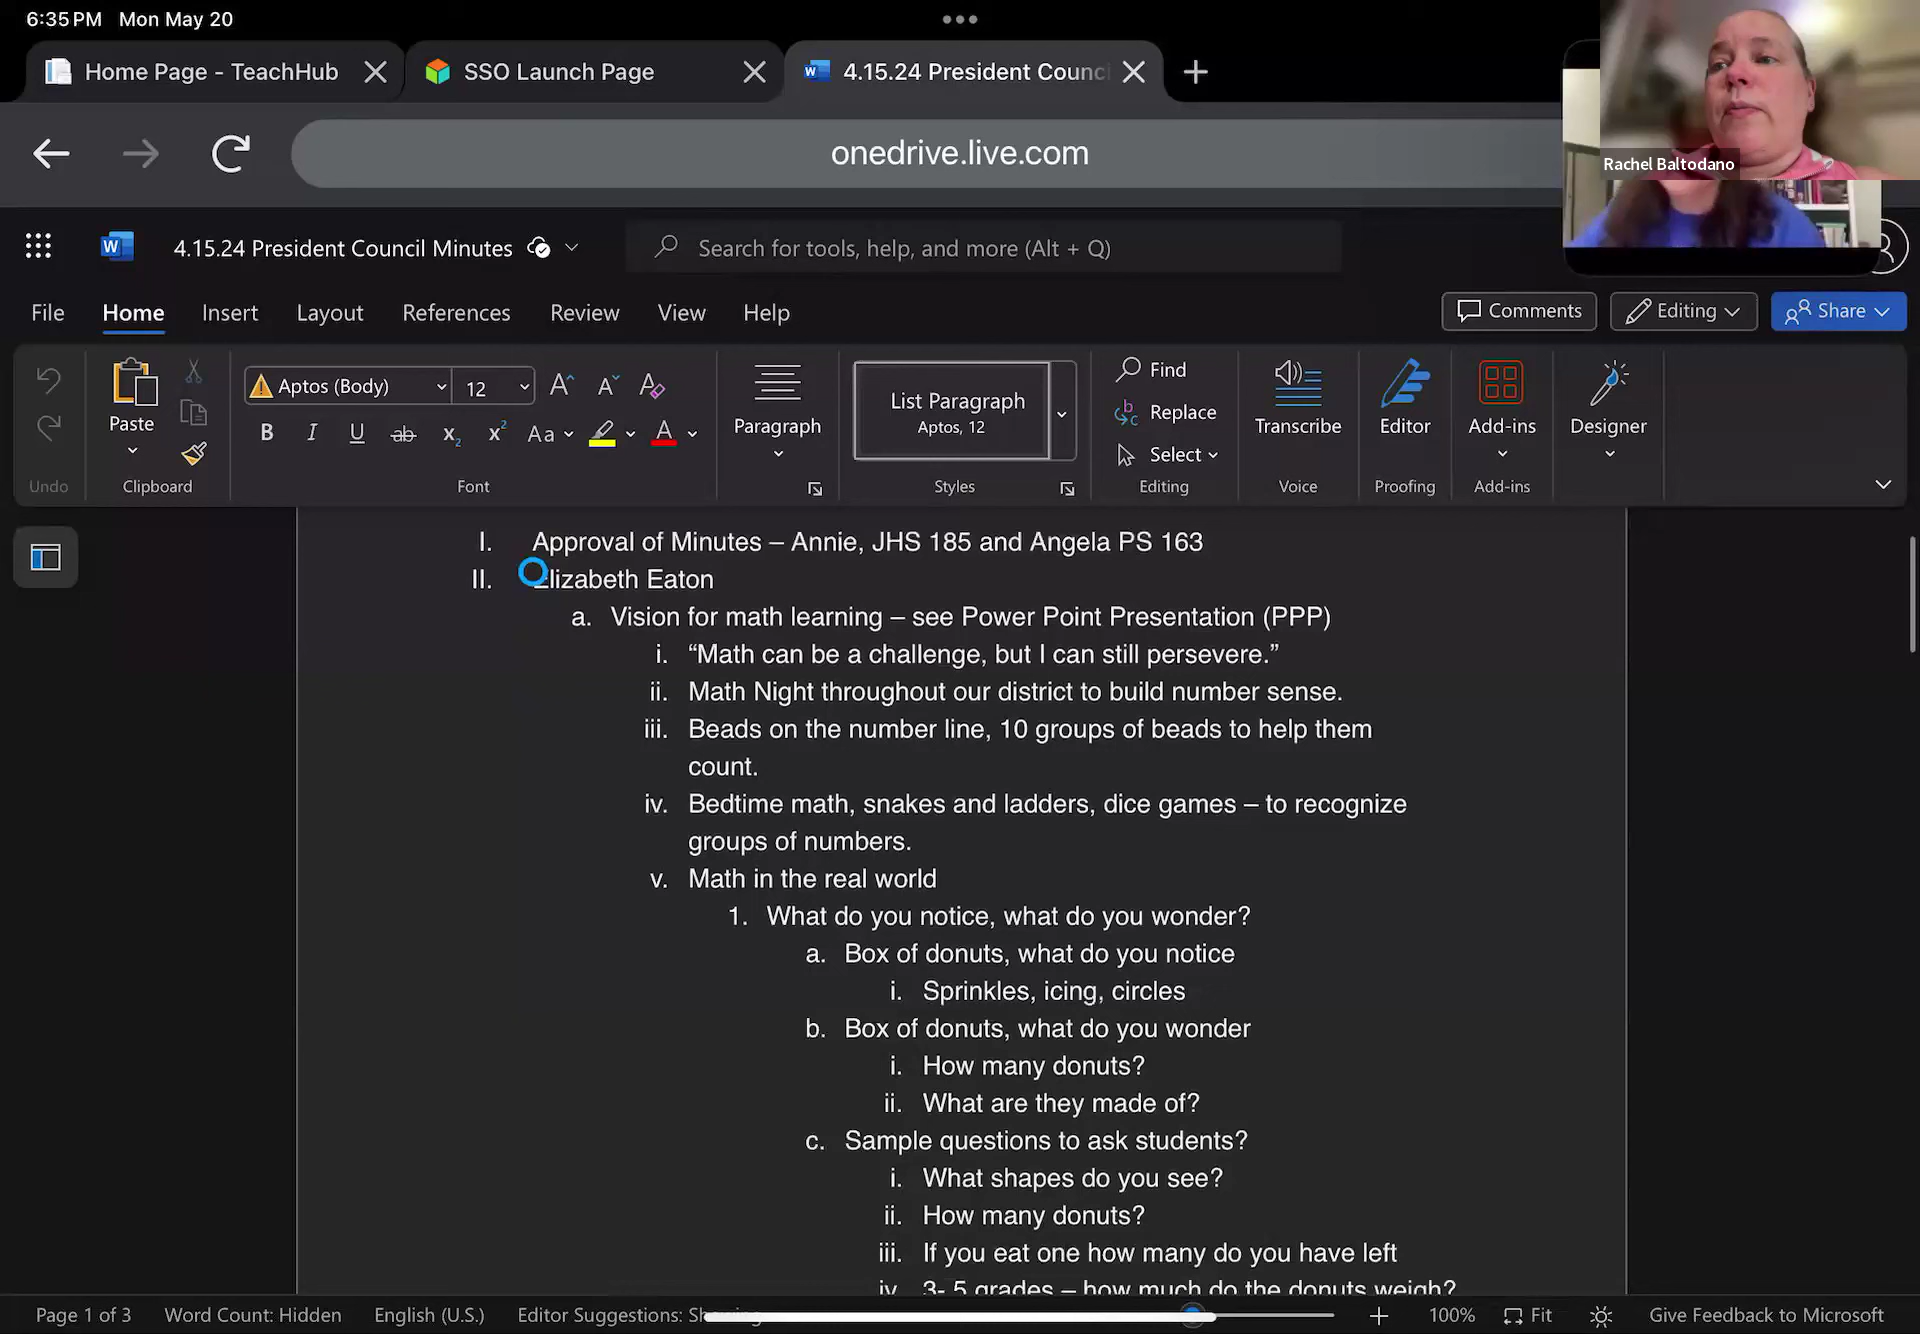 6:35 PM Mon May 20
Home Page - TeachHub
SSO Launch Page
4.15.24 President Counc
onedrive.live.com
Rachel Baltodano
4.15.24 President Council Minutes
Search for tools, help, and more (Alt + Q)
File Home Insert Layout References Review View Help
Comments Editing Share
Paste
Aptos (Body) 12
Paragraph
List Paragraph
Aptos, 12
Find
Replace
Select
Transcribe
Editor
Add-ins
Designer
Undo Clipboard Font Styles Editing Voice Proofing Add-ins
I. Approval of Minutes – Annie, JHS 185 and Angela PS 163
II. Elizabeth Eaton
a. Vision for math learning – see Power Point Presentation (PPP)
i. “Math can be a challenge, but I can still persevere.”
ii. Math Night throughout our district to build number sense.
iii. Beads on the number line, 10 groups of beads to help them
count.
iv. Bedtime math, snakes and ladders, dice games – to recognize
groups of numbers.
v. Math in the real world
1. What do you notice, what do you wonder?
a. Box of donuts, what do you notice
i. Sprinkles, icing, circles
b. Box of donuts, what do you wonder
i. How many donuts?
ii. What are they made of?
c. Sample questions to ask students?
i. What shapes do you see?
ii. How many donuts?
iii. If you eat one how many do you have left
iv. 3- 5 grades – how much do the donuts weigh?
Page 1 of 3 Word Count: Hidden English (U.S.) Editor Suggestions: 100% Fit Give Feedback to Microsoft